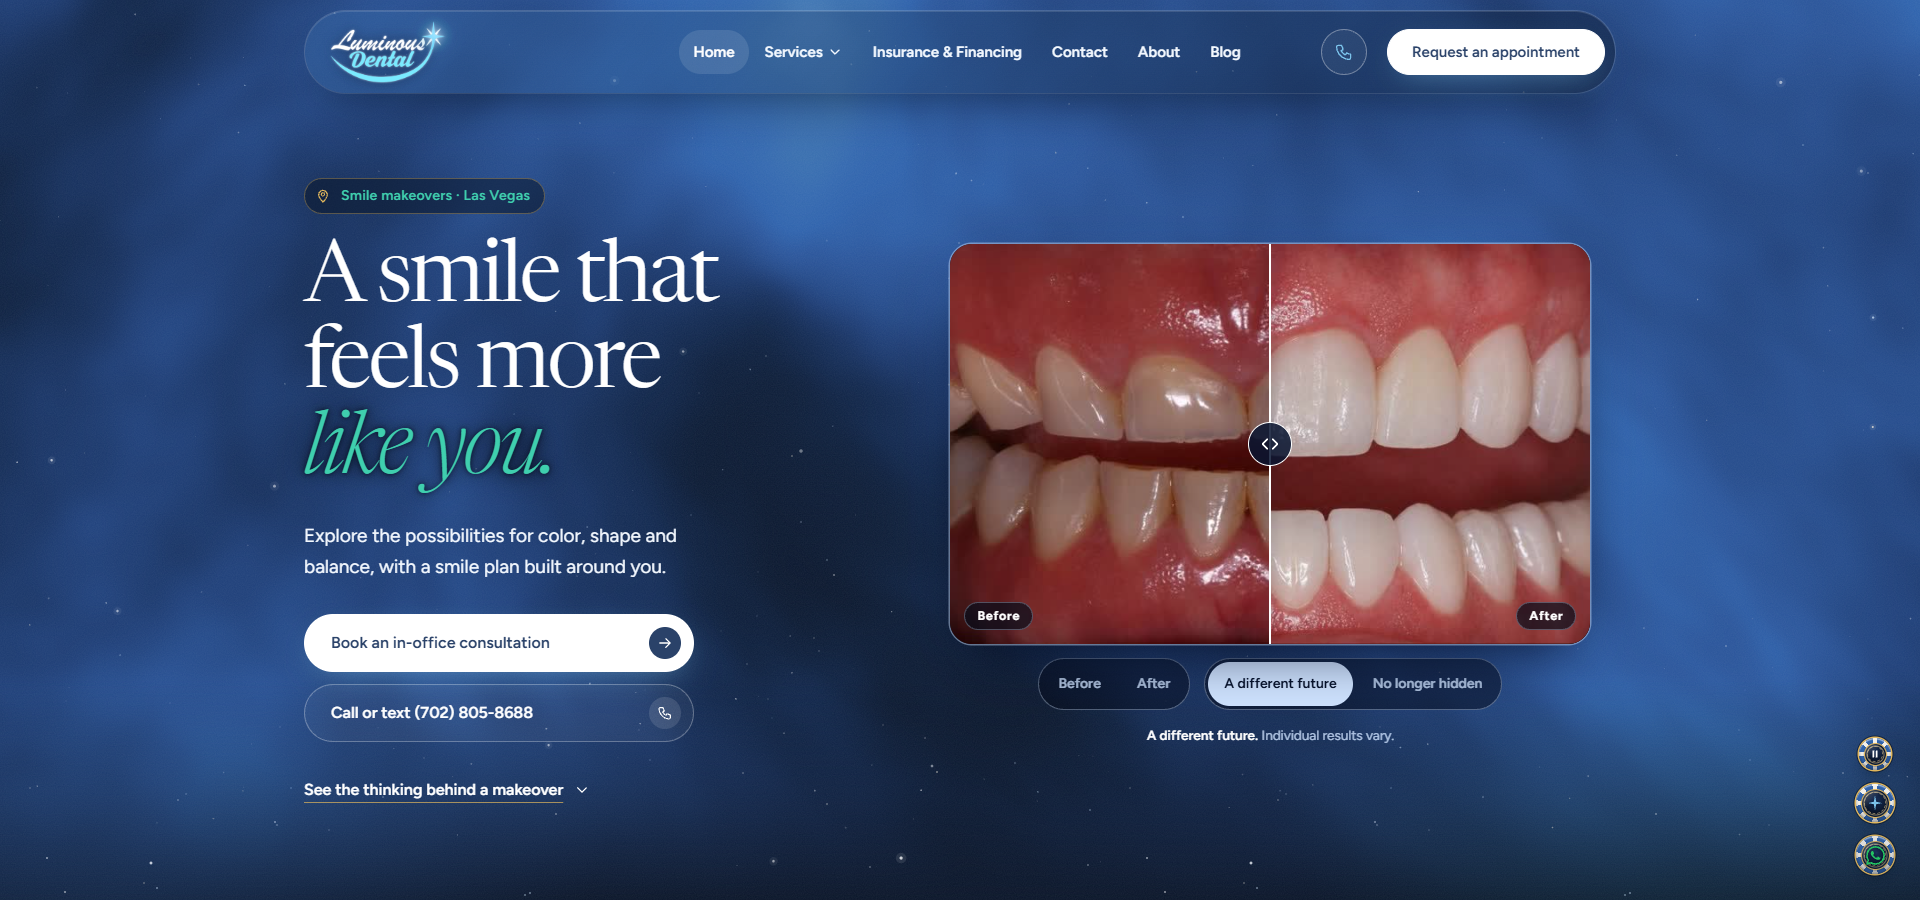 Luminous
Dental
Home
Services
Insurance & Financing
Contact
About
Blog
Request an appointment
Smile makeovers · Las Vegas
A smile that
feels more
like you.
Explore the possibilities for color, shape and
balance, with a smile plan built around you.
Book an in-office consultation
Call or text (702) 805-8688
See the thinking behind a makeover
Before
After
Before
After
A different future
No longer hidden
A different future. Individual results vary.